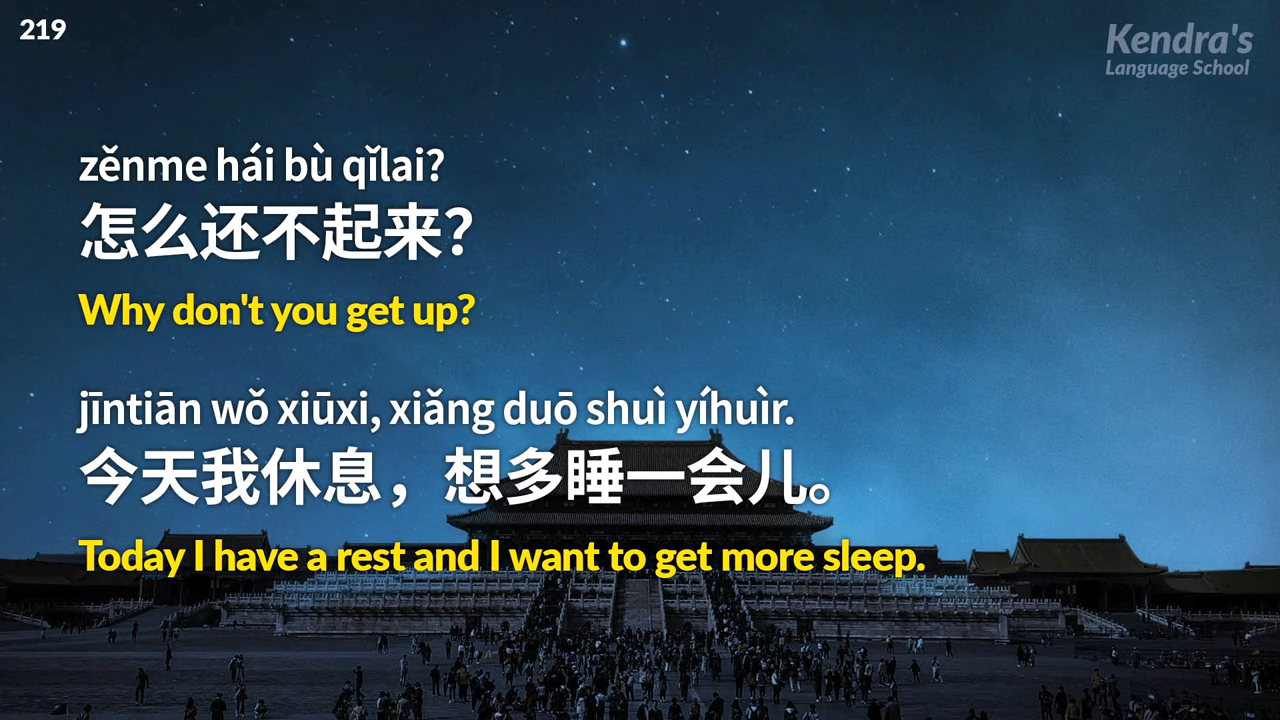 219
Kendra's
Language School
zěnme hái bù qǐlai?
怎么还不起来?
Why don't you get up?
jīntiān wǒ xiūxi, xiǎng duō shuì yíhuìr.
今天我休息，想多睡一会儿。
Today I have a rest and I want to get more sleep.